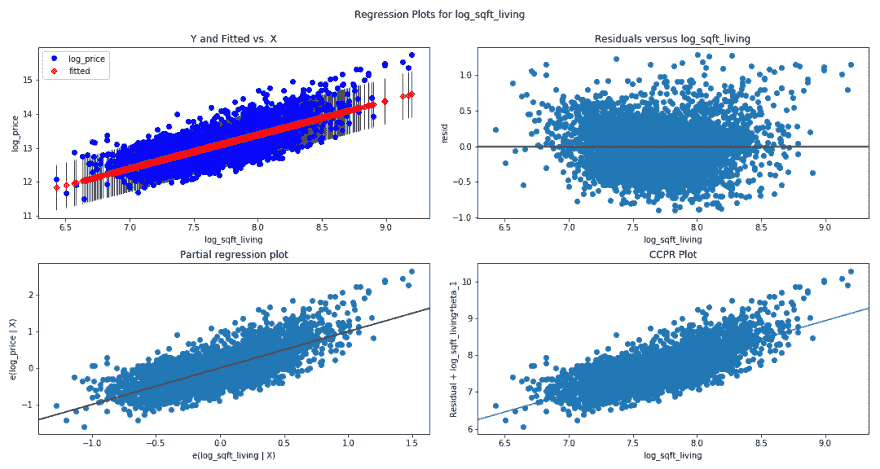 Regression Plots for log_sqft_living
Y and Fitted vs. X
log_price
fitted
log_price
15
14
13
12
11
6.5 7.0 7.5 8.0 8.5 9.0
log_sqft_living
Residuals versus log_sqft_living
resid
1.0
0.5
0.0
−0.5
−1.0
6.5 7.0 7.5 8.0 8.5 9.0
log_sqft_living
Partial regression plot
e(log_price | X)
2
1
0
−1
−1.0 −0.5 0.0 0.5 1.0 1.5
e(log_sqft_living | X)
CCPR Plot
Residual + log_sqft_living*beta_1
10
9
8
7
6
6.5 7.0 7.5 8.0 8.5 9.0
log_sqft_living